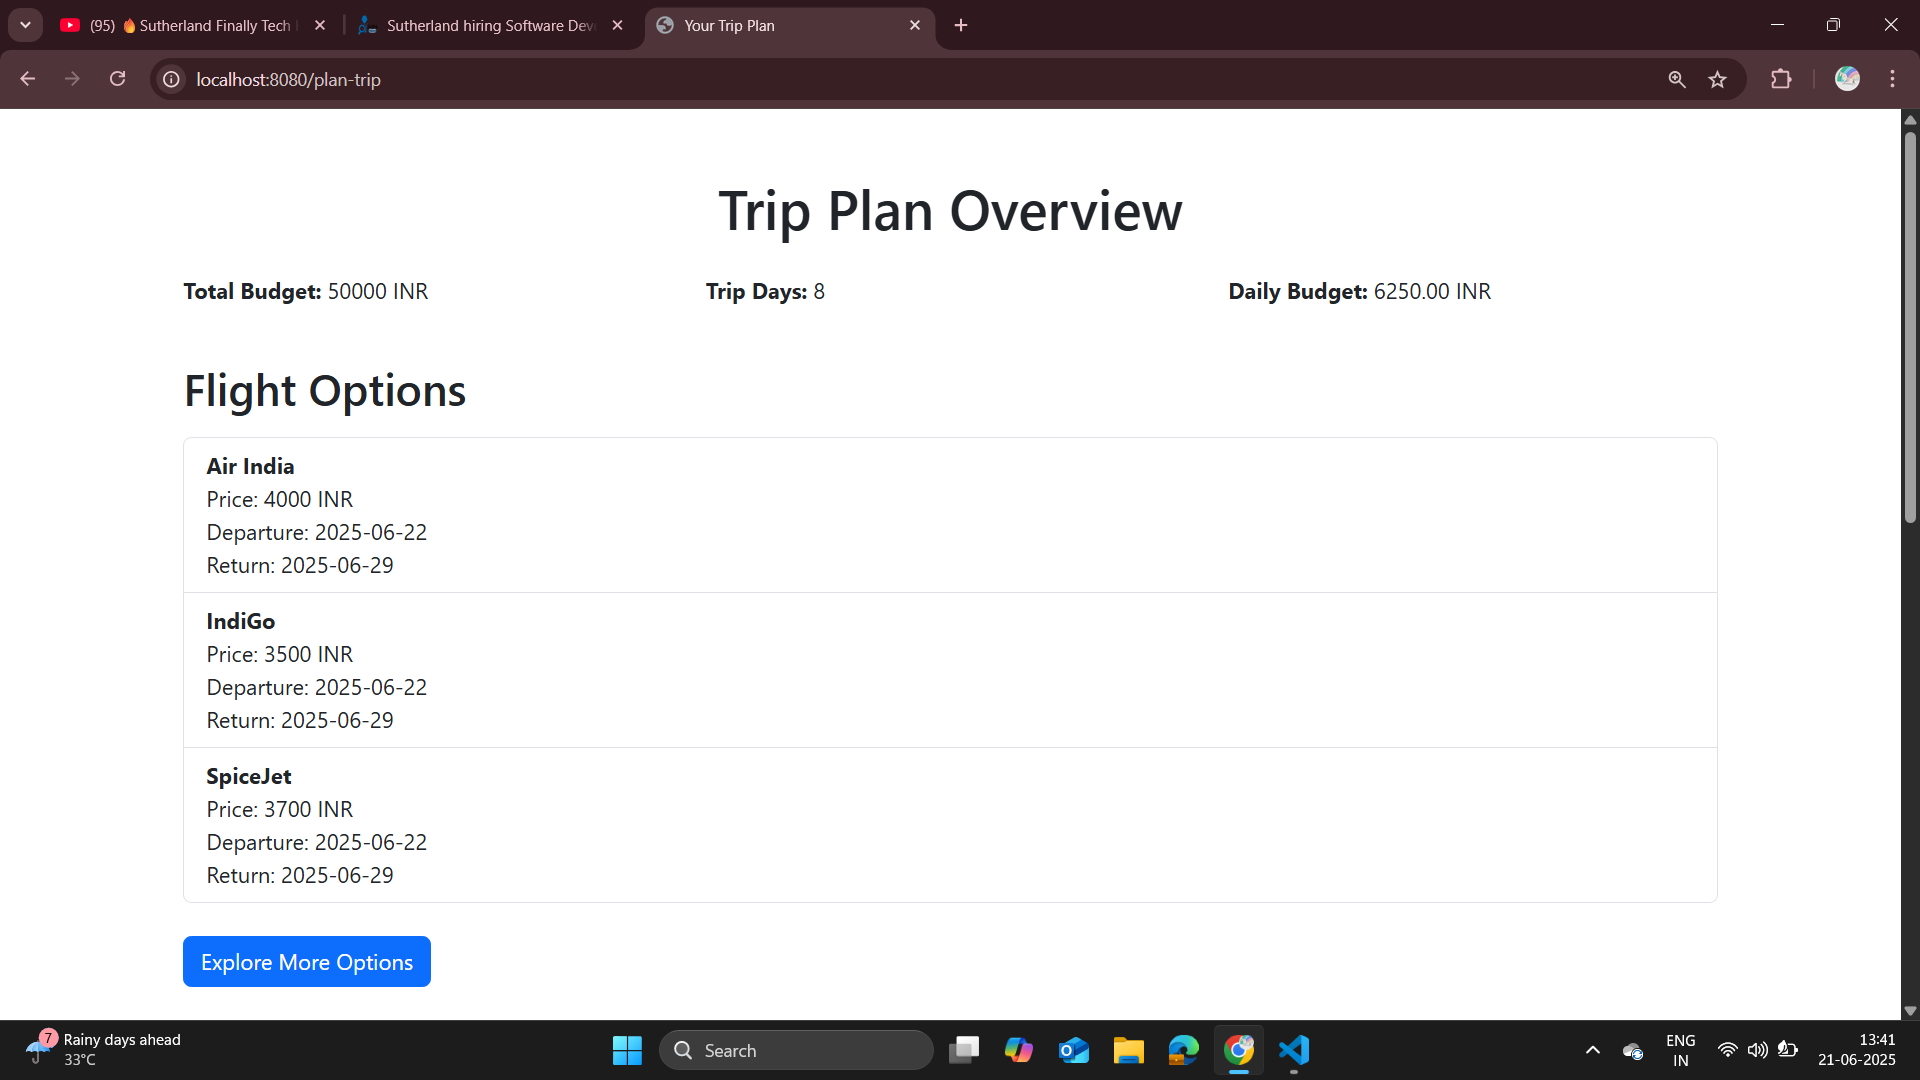 (95) 🔥 Sutherland Finally Tech
Sutherland hiring Software Dev
Your Trip Plan
localhost:8080/plan-trip
Trip Plan Overview
Total Budget: 50000 INR
Trip Days: 8
Daily Budget: 6250.00 INR
Flight Options
Air India
Price: 4000 INR
Departure: 2025-06-22
Return: 2025-06-29
IndiGo
Price: 3500 INR
Departure: 2025-06-22
Return: 2025-06-29
SpiceJet
Price: 3700 INR
Departure: 2025-06-22
Return: 2025-06-29
Explore More Options
7
Rainy days ahead
33°C
Search
ENG
IN
13:41
21-06-2025